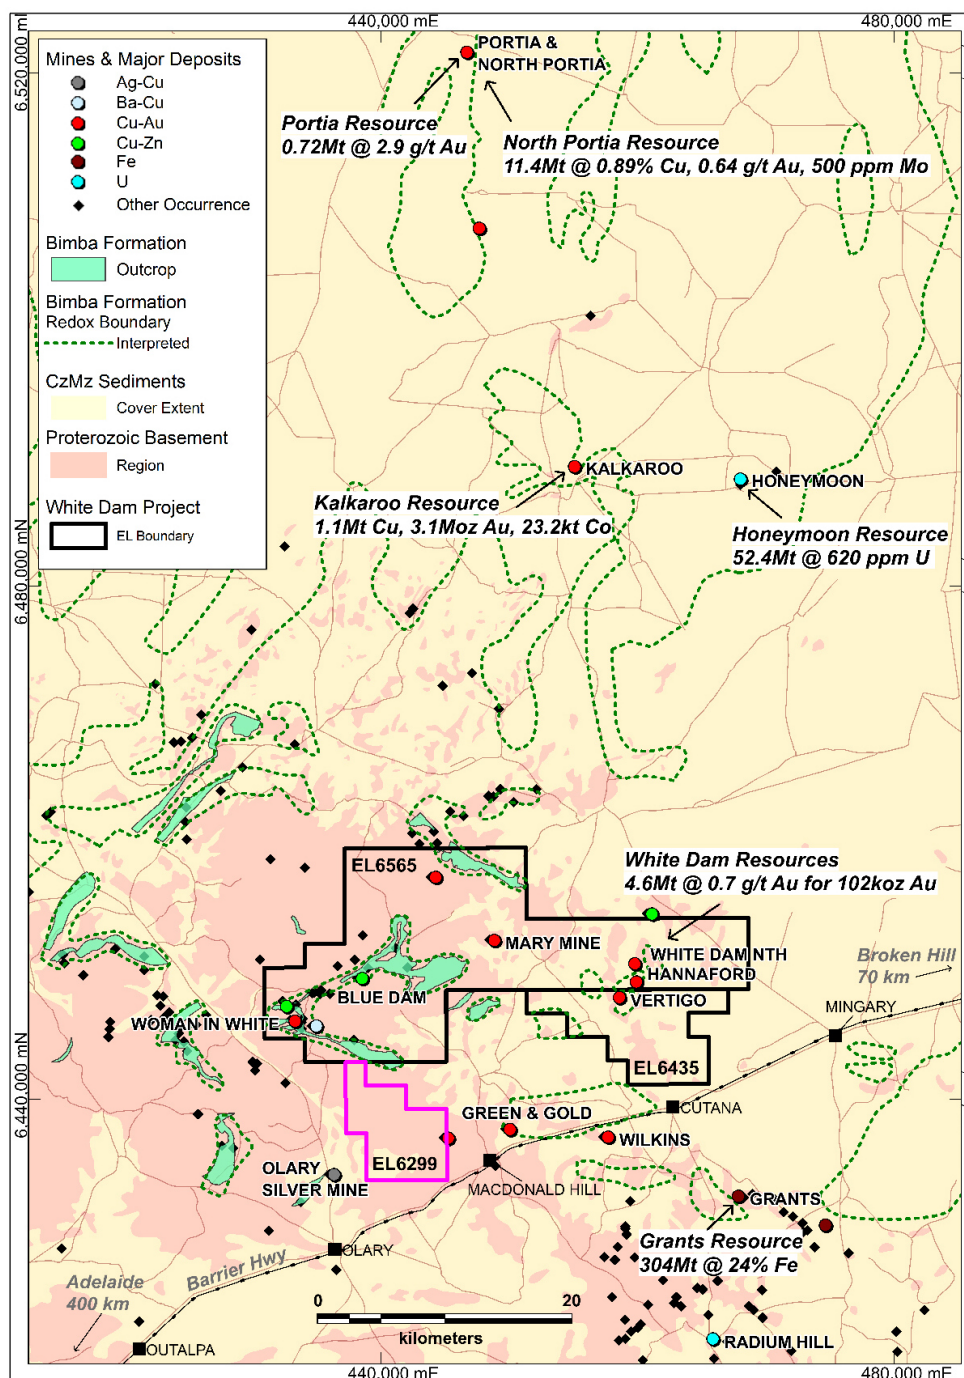 440,000 mE
480,000 mE
6,520,000 mN
Mines & Major Deposits
Ag-Cu
Ba-Cu
Cu-Au
Cu-Zn
Fe
U
Other Occurrence
Bimba Formation
Outcrop
Bimba Formation
Redox Boundary
Interpreted
CzMz Sediments
Cover Extent
Proterozoic Basement
Region
White Dam Project
EL Boundary
PORTIA &
NORTH PORTIA
Portia Resource
0.72Mt @ 2.9 g/t Au
North Portia Resource
11.4Mt @ 0.89% Cu, 0.64 g/t Au, 500 ppm Mo
KALKAROO
Kalkaroo Resource
1.1Mt Cu, 3.1Moz Au, 23.2kt Co
HONEYMOON
Honeymoon Resource
52.4Mt @ 620 ppm U
6,480,000 mN
EL6565
White Dam Resources
4.6Mt @ 0.7 g/t Au for 102koz Au
MARY MINE
WHITE DAM NTH
HANNAFORD
VERTIGO
Broken Hill
70 km
BLUE DAM
WOMAN IN WHITE
MINGARY
EL6435
6,440,000 mN
CUTANA
GREEN & GOLD
WILKINS
EL6299
MACDONALD HILL
OLARY
SILVER MINE
GRANTS
Grants Resource
304Mt @ 24% Fe
OLARY
Barrier Hwy
Adelaide
400 km
0
20
kilometers
OUTALPA
RADIUM HILL
440,000 mE
480,000 mE